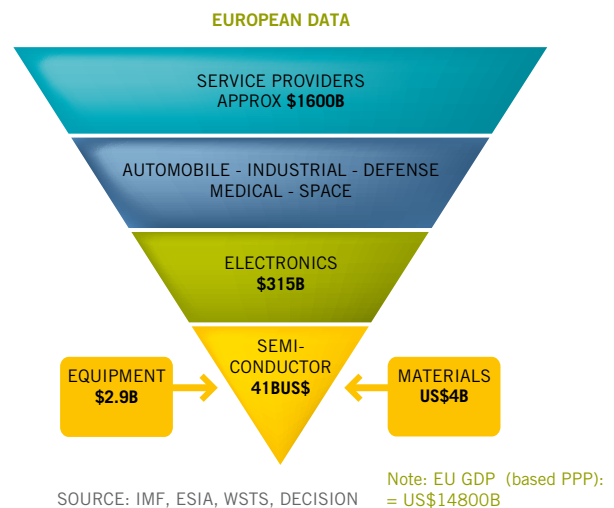 EUROPEAN DATA
SERVICE PROVIDERS
APPROX $1600B
AUTOMOBILE - INDUSTRIAL - DEFENSE
MEDICAL - SPACE
ELECTRONICS
$315B
SEMI-
CONDUCTOR
41BUS$
EQUIPMENT
$2.9B
MATERIALS
US$4B
SOURCE: IMF, ESIA, WSTS, DECISION
Note: EU GDP (based PPP):
= US$14800B